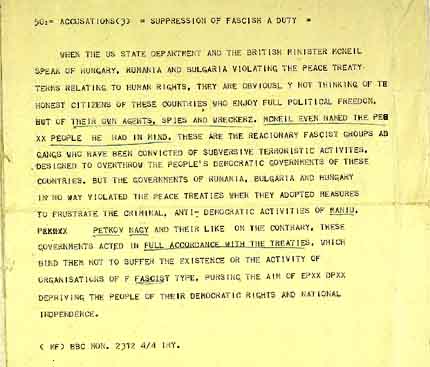 50:= ACCUSATIONS(3) = SUPPRESSION OF FASCISH A DUTY =
WHEN THE US STATE DEPARTMENT AND THE BRITISH MINISTER MCNEIL
SPEAK OF HUNGARY, RUMANIA AND BULGARIA VIOLATING THE PEACE TREATY
TERMS RELATING TO HUMAN RIGHTS, THEY ARE OBVIOUSL Y NOT THINKING OF TH
HONEST CITIZENS OF THESE COUNTRIES WHO ENJOY FULL POLITICAL FREEDOM,
BUT OF THEIR OWN AGENTS, SPIES AND WRECKERZ. MCNEIL EVEN NAMED THE PEO
XX PEOPLE HE HAD IN MIND. THESE ARE THE REACTIONARY FASCIST GROUPS AD
GANGS WHO HAVE BEEN CONVICTED OF SUBVERSIVE TERRORISTIC ACTIVITES,
DESIGNED TO OVERTHROW THE PEOPLE'S DEMOCRATIC GOVERNMENTS OF THESE
COUNTRIES. BUT THE GOVERNMENTS OF RUMANIA, BULGARIA AND HUNGARY
IN NO WAY VIOLATED THE PEACE TREATIES WHEN THEY ADOPTED MEASURES
TO FRUSTRATE THE CRIMINAL, ANTI- DEMOCRATIC ACTIVITIES OF MANIU,
PETKOV NAGY AND THEIR LIKE ON THE CONTRARY, THESE
GOVERNMENTS ACTED IN FULL ACCORDANCE WITH THE TREATIES, WHICH
BIND THEM NOT TO SUFFER THE EXISTENCE OR THE ACTIVITY OF
ORGANISATIONS OF F FASCIST TYPE, PURSING THE AIM OF EPXX DPXX
DEPRIVING THE PEOPLE OF THEIR DEMOCRATIC RIGHTS AND NATIONAL
INDPENDENCE.
( MF) BBC MON. 2312 4/4 IMY.